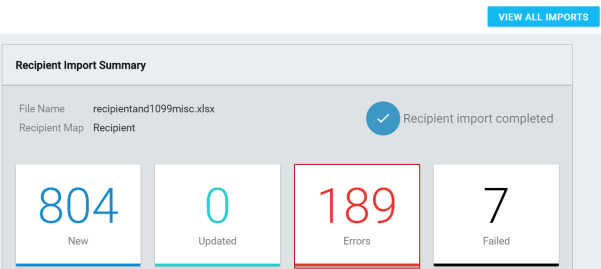 VIEW ALL IMPORTS
Recipient Import Summary
File Name recipientand1099misc.xlsx
Recipient Map Recipient
Recipient import completed
804 0 189 7
New Updated Errors Failed